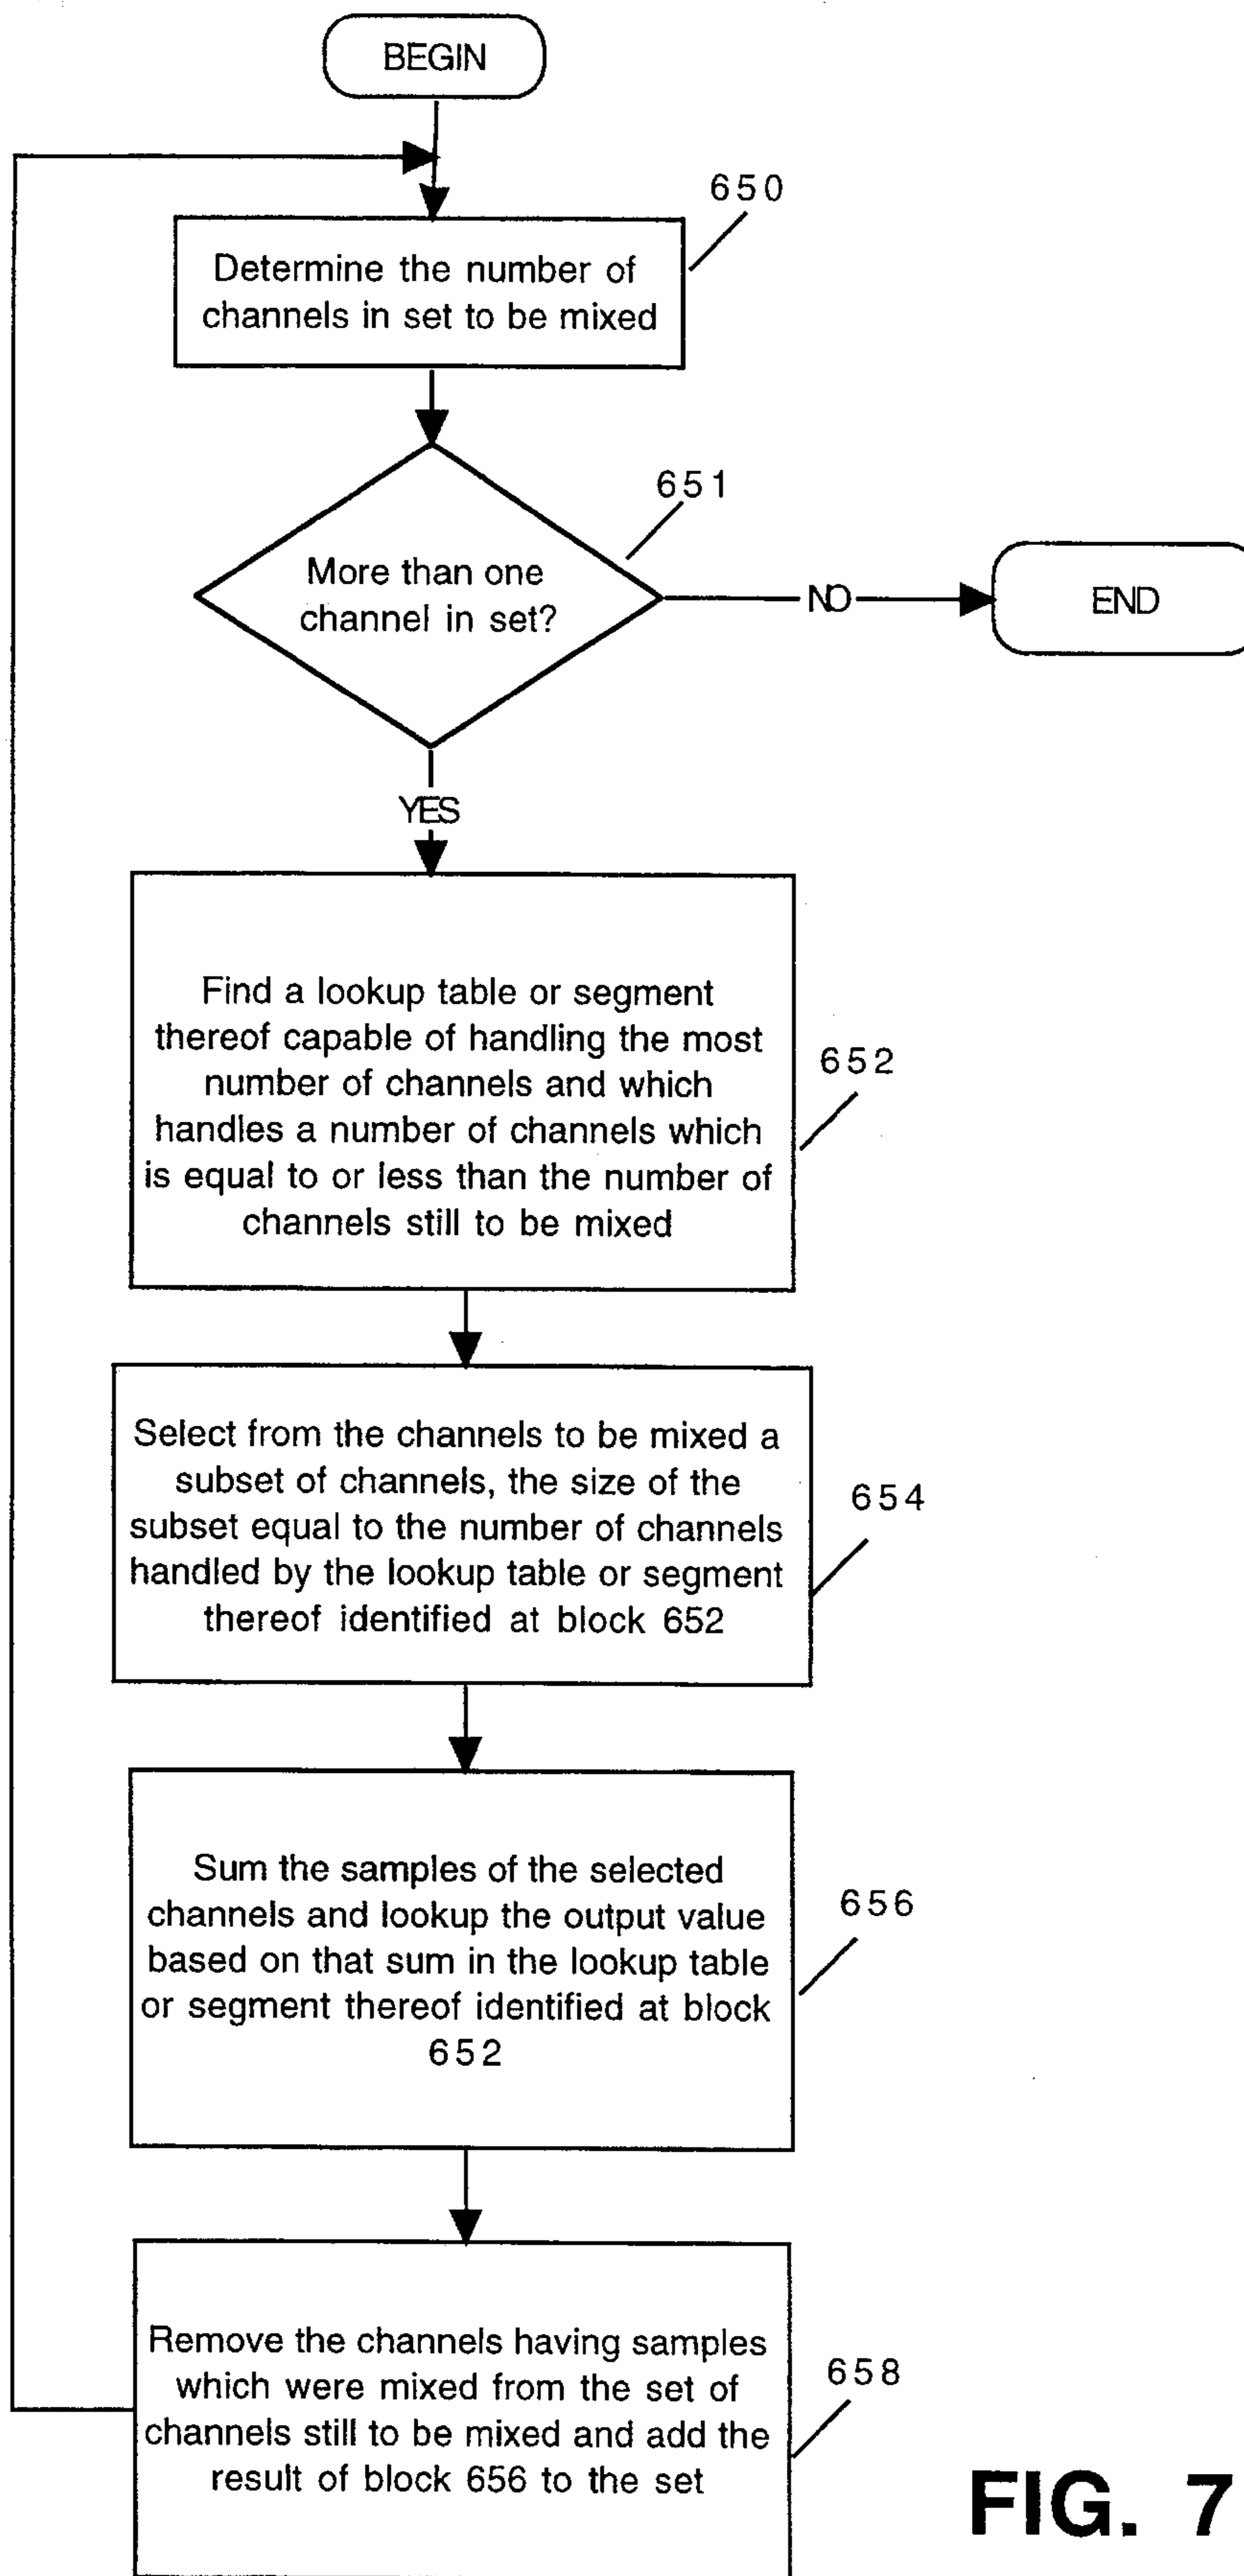 BEGIN
650
Determine the number of
channels in set to be mixed
651
More than one
channel in set?
NO
END
YES
Find a lookup table or segment
thereof capable of handling the most
number of channels and which
handles a number of channels which
is equal to or less than the number of
channels still to be mixed
652
Select from the channels to be mixed a
subset of channels, the size of the
subset equal to the number of channels
handled by the lookup table or segment
thereof identified at block 652
654
Sum the samples of the selected
channels and lookup the output value
based on that sum in the lookup table
or segment thereof identified at block
652
656
Remove the channels having samples
which were mixed from the set of
channels still to be mixed and add the
result of block 656 to the set
658
FIG. 7